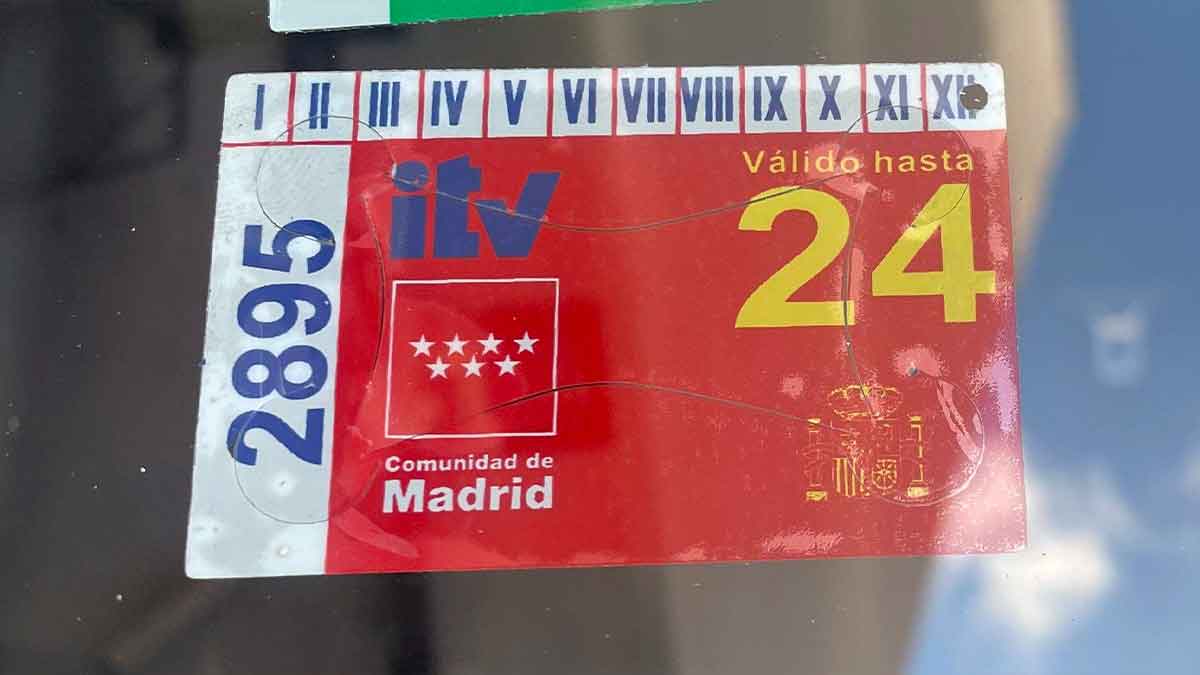 I II III IV V VI VII VIII IX X XI XII
2895
itv
Válido hasta
24
Comunidad de
Madrid